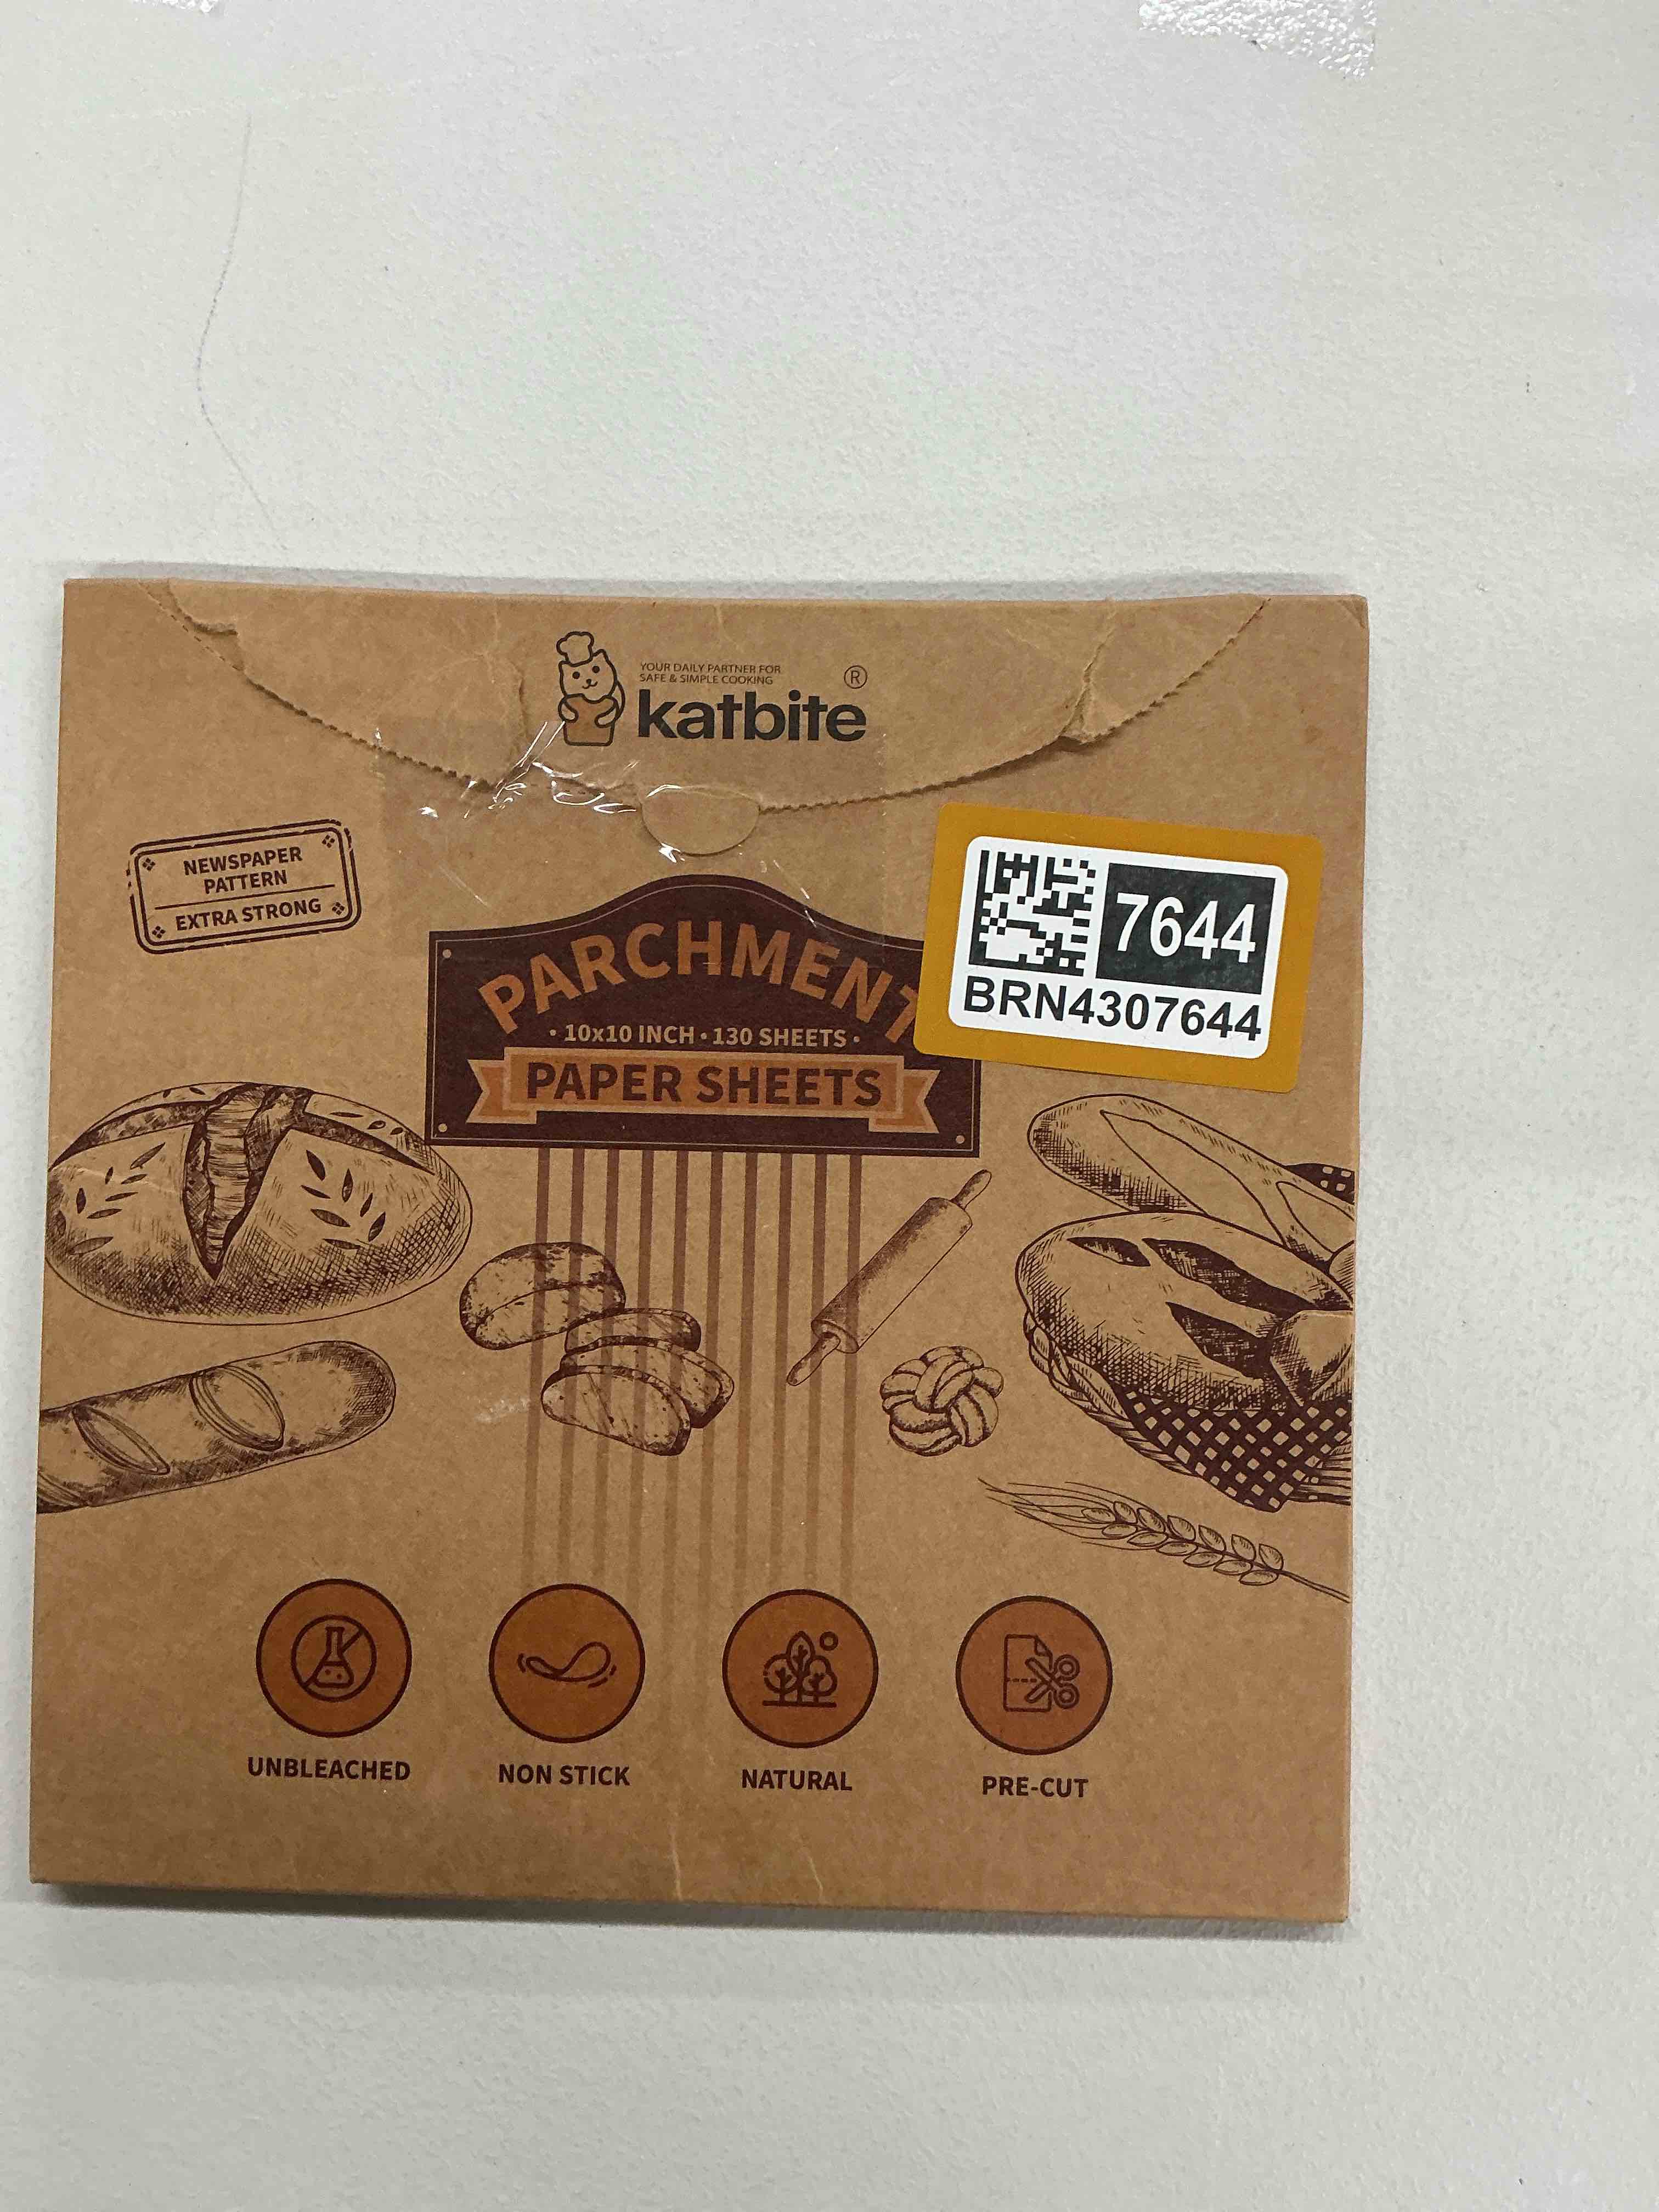 YOUR DAILY PARTNER FOR
SAFE & SIMPLE COOKING
katbite®
NEWSPAPER
PATTERN
EXTRA STRONG
7644
BRN4307644
PARCHMENT
• 10x10 INCH • 130 SHEETS •
PAPER SHEETS
UNBLEACHED
NON STICK
NATURAL
PRE-CUT